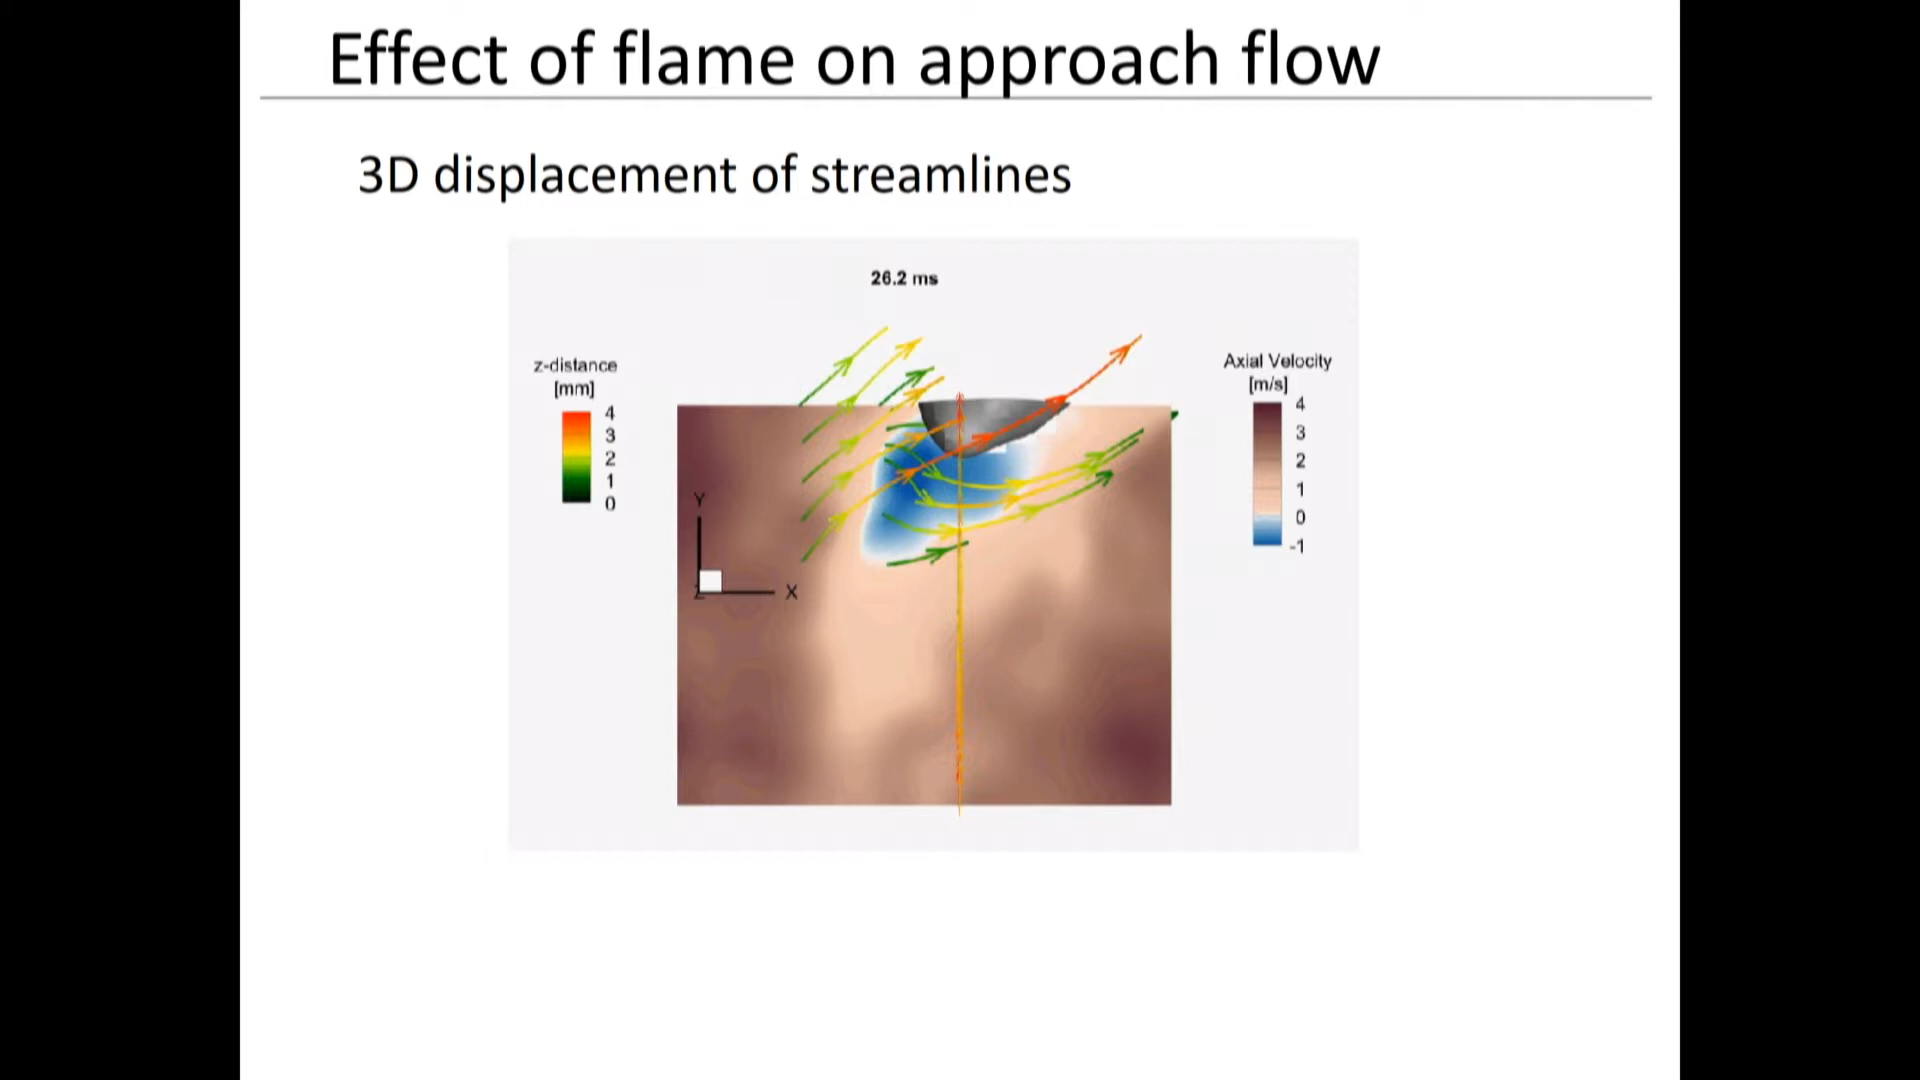 Effect of flame on approach flow
3D displacement of streamlines
26.2 ms
z-distance
[mm]
4
3
2
1
0
Axial Velocity
[m/s]
4
3
2
1
0
-1
Y
Z
X